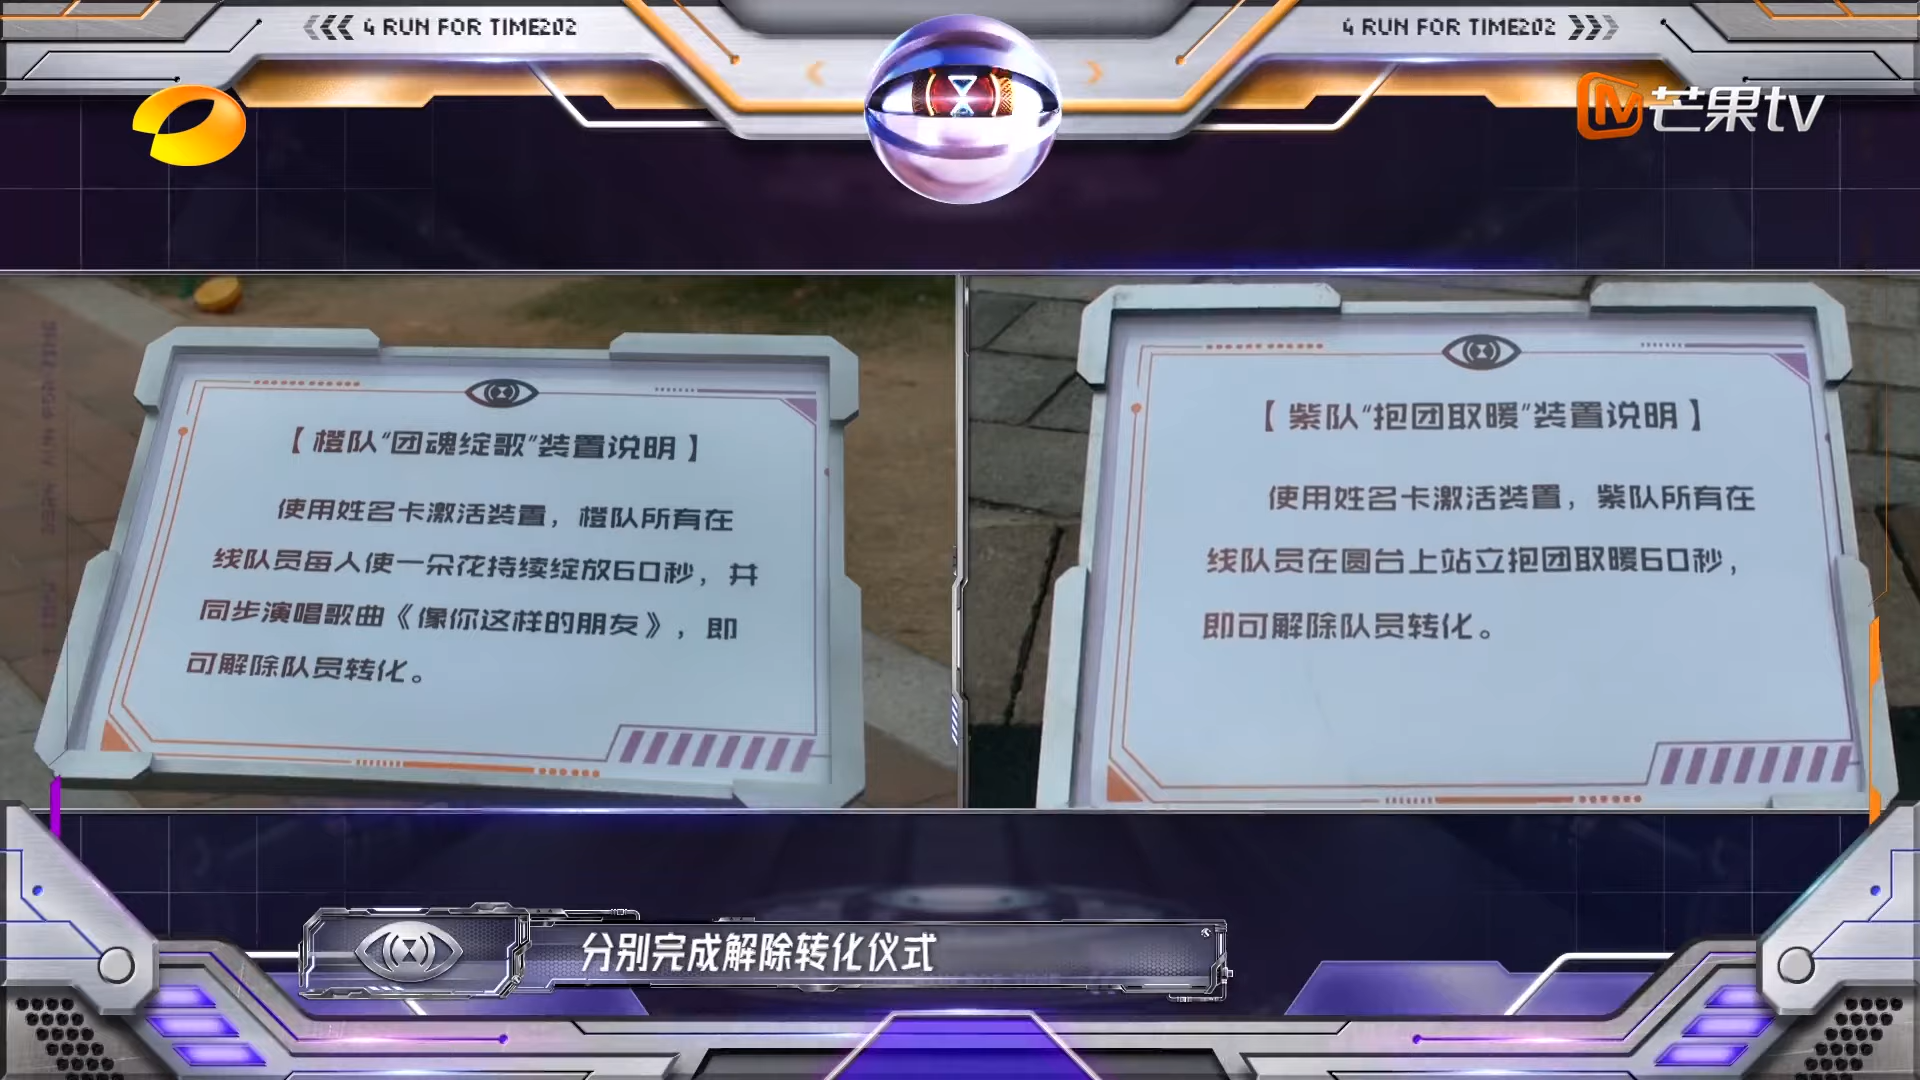 4 RUN FOR TIME202
4 RUN FOR TIME202
芒果tv
【橙队“团魂绽歌”装置说明】
使用姓名卡激活装置，橙队所有在
线队员每人使一朵花持续绽放60秒，并
同步演唱歌曲《像你这样的朋友》，即
可解除队员转化。
【紫队“抱团取暖”装置说明】
使用姓名卡激活装置，紫队所有在
线队员在圆台上站立抱团取暖60秒，
即可解除队员转化。
分别完成解除转化仪式